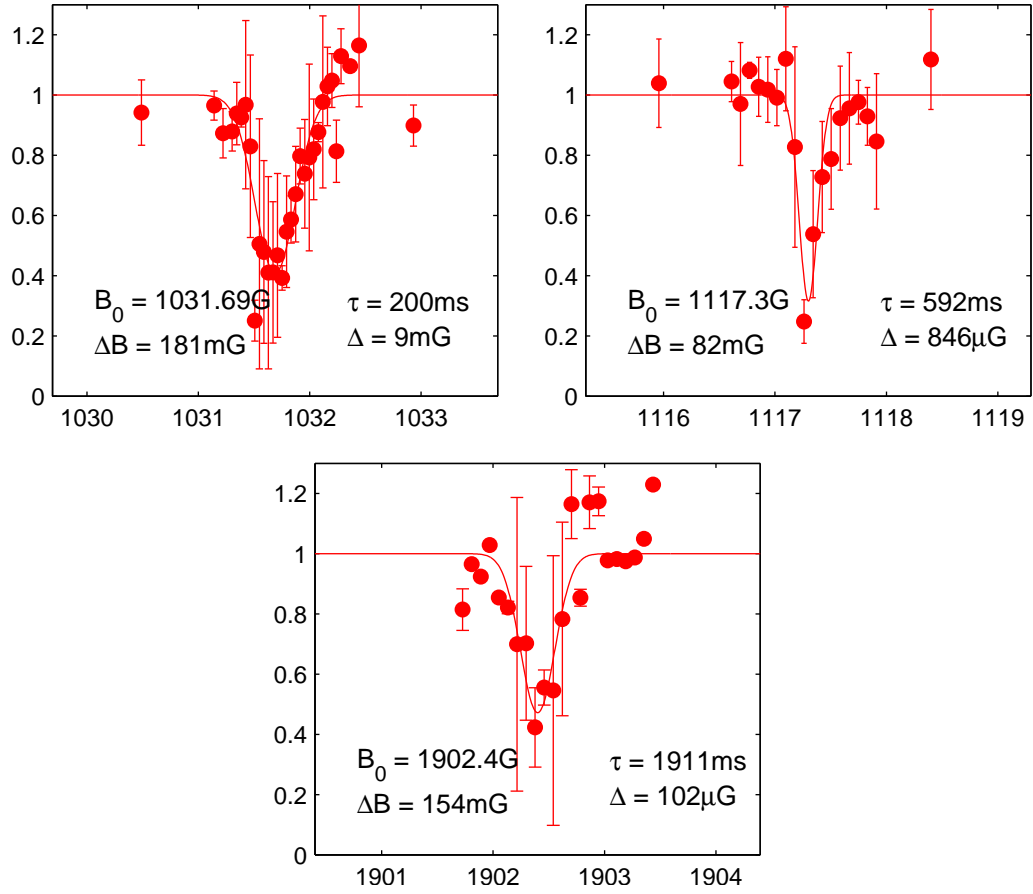 1.2
1
0.8
0.6
0.4
0.2
0
B0 = 1031.69G
ΔB = 181mG
τ = 200ms
Δ = 9mG
1030 1031 1032 1033
1.2
1
0.8
0.6
0.4
0.2
0
B0 = 1117.3G
ΔB = 82mG
τ = 592ms
Δ = 846μG
1116 1117 1118 1119
1.2
1
0.8
0.6
0.4
0.2
0
B0 = 1902.4G
ΔB = 154mG
τ = 1911ms
Δ = 102μG
1901 1902 1903 1904